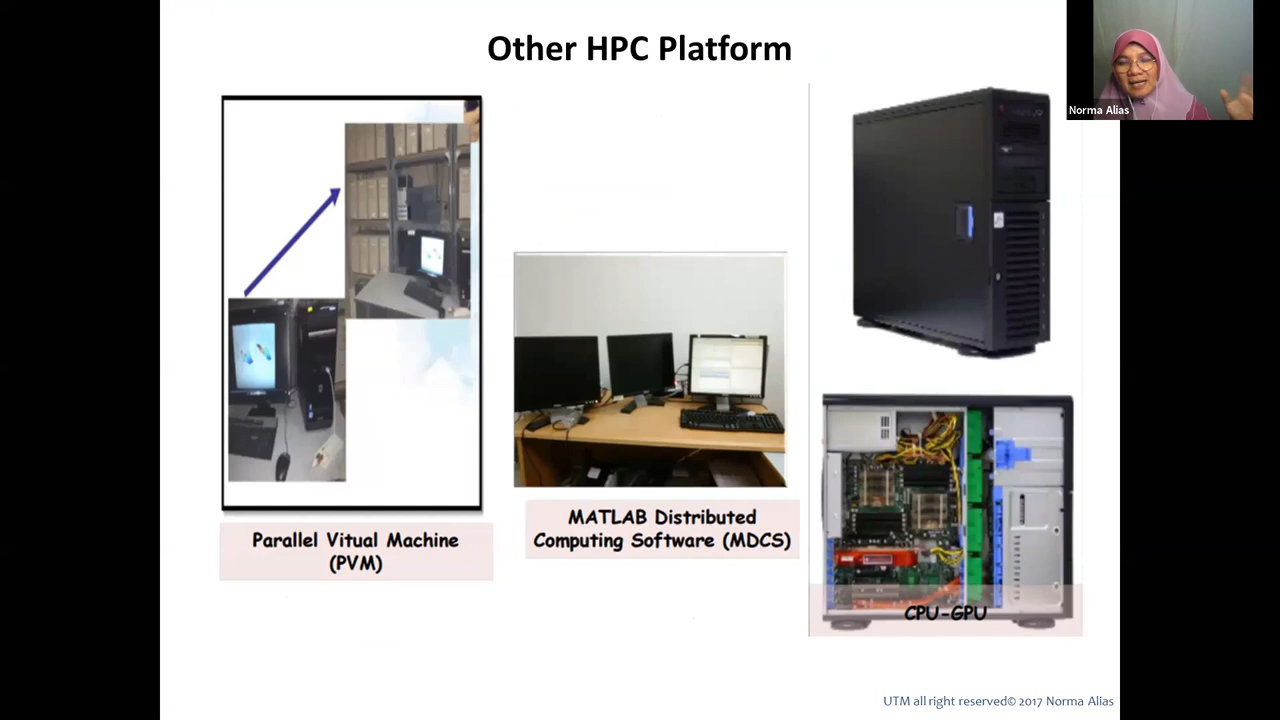 Other HPC Platform
Norma Alias
Parallel Vitual Machine
(PVM)
MATLAB Distributed
Computing Software (MDCS)
CPU-GPU
UTM all right reserved© 2017 Norma Alias